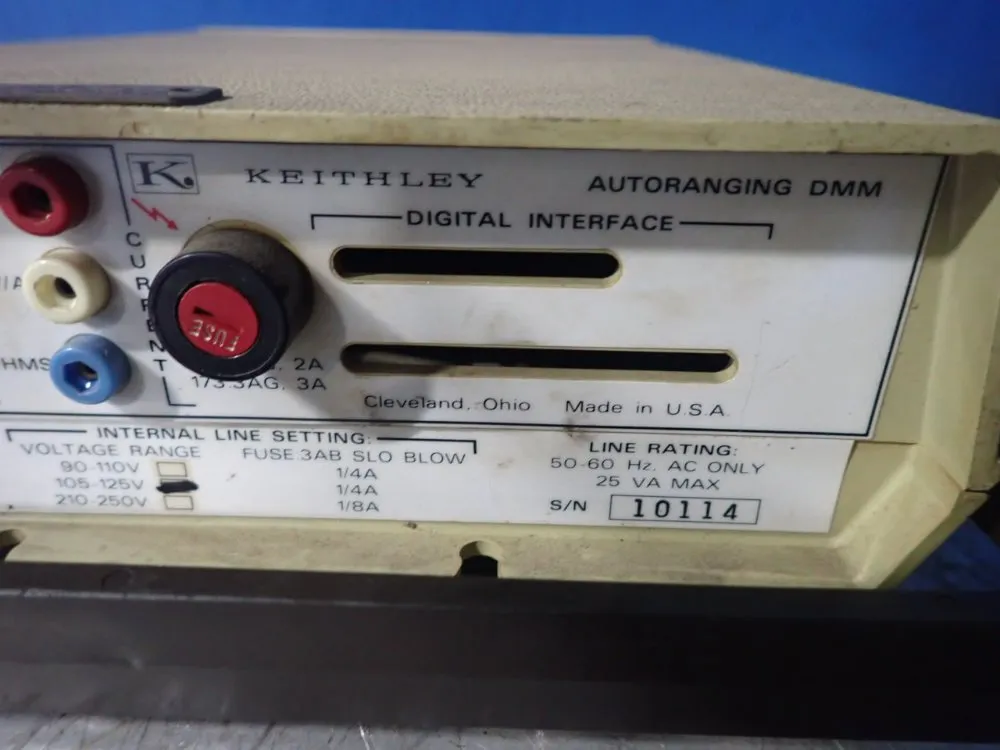 K.
KEITHLEY
AUTORANGING DMM
DIGITAL INTERFACE
CURRENT
/A
HMS
FUSE
2A
3AG, 3A
Cleveland, Ohio Made in U.S.A.
INTERNAL LINE SETTING:
VOLTAGE RANGE FUSE 3AB SLO BLOW
90-110V 1/4A
105-125V 1/4A
210-250V 1/8A
LINE RATING:
50-60 Hz. AC ONLY
25 VA MAX
S/N 10114